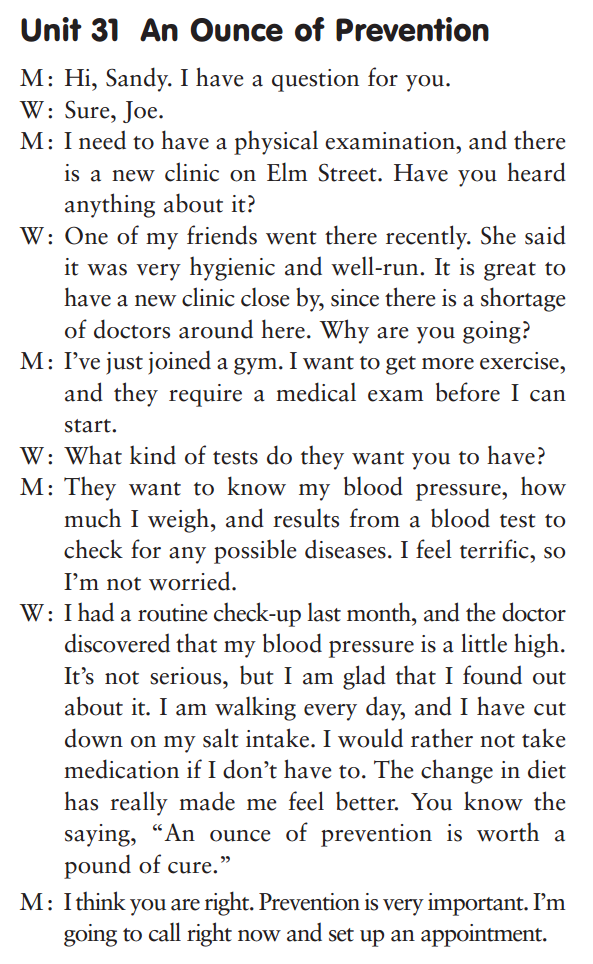 Unit 31 An Ounce of Prevention
M: Hi, Sandy. I have a question for you.
W: Sure, Joe.
M: I need to have a physical examination, and there
is a new clinic on Elm Street. Have you heard
anything about it?
W: One of my friends went there recently. She said
it was very hygienic and well-run. It is great to
have a new clinic close by, since there is a shortage
of doctors around here. Why are you going?
M: I’ve just joined a gym. I want to get more exercise,
and they require a medical exam before I can
start.
W: What kind of tests do they want you to have?
M: They want to know my blood pressure, how
much I weigh, and results from a blood test to
check for any possible diseases. I feel terrific, so
I’m not worried.
W: I had a routine check-up last month, and the doctor
discovered that my blood pressure is a little high.
It’s not serious, but I am glad that I found out
about it. I am walking every day, and I have cut
down on my salt intake. I would rather not take
medication if I don’t have to. The change in diet
has really made me feel better. You know the
saying, “An ounce of prevention is worth a
pound of cure.”
M: I think you are right. Prevention is very important. I’m
going to call right now and set up an appointment.